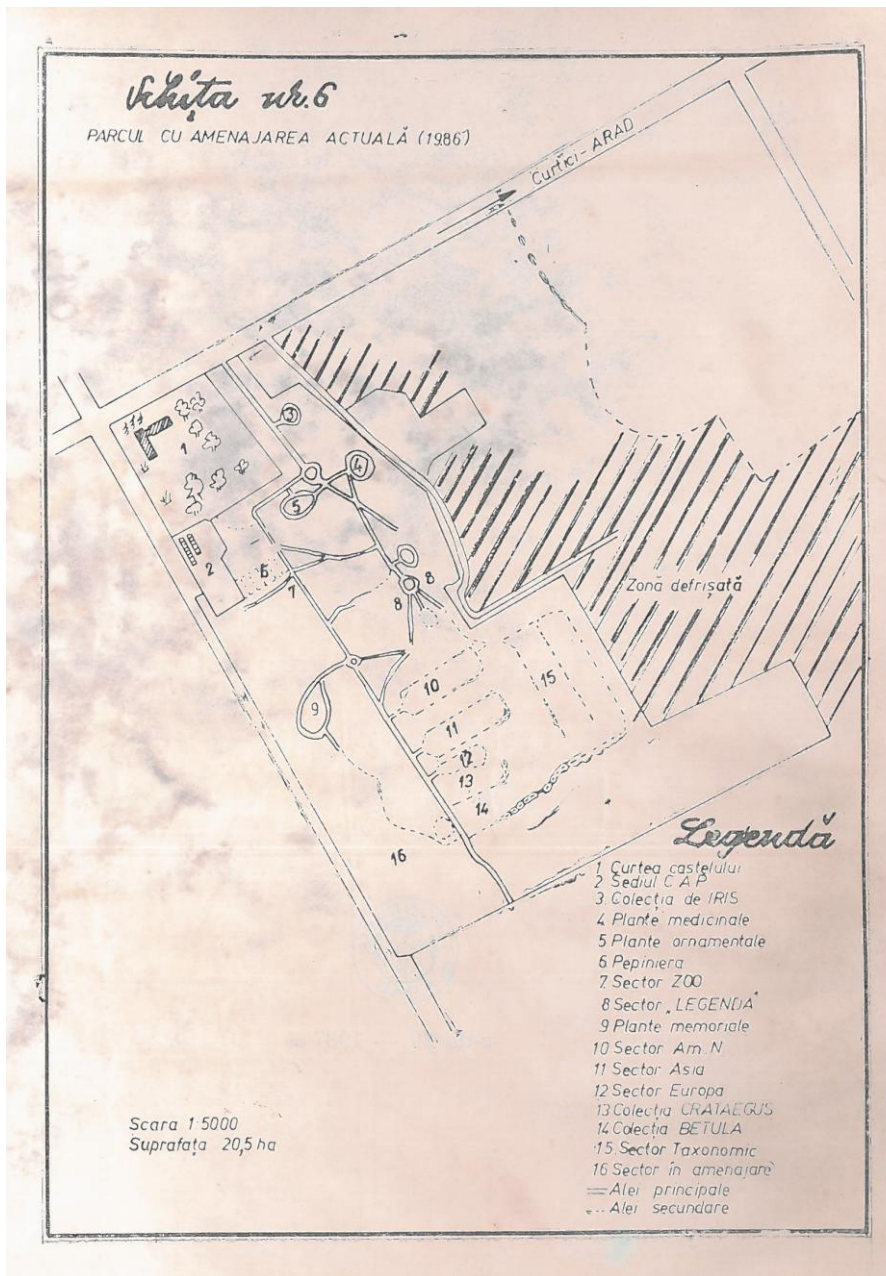 Schița nr. 6
PARCUL CU AMENAJAREA ACTUALĂ (1986)
Curtici-ARAD
1
2
3
4
5
6
7
8
8
9
10
11
12
13
14
15
16
Zonă defrișată
Legendă
1 Curtea castelului
2 Sediul C A P
3. Colecția de IRIS
4 Plante medicinale
5 Plante ornamentale
6 Pepiniera
7. Sector ZOO
8 Sector „LEGENDA"
9 Plante memoriale
10 Sector Am. N.
11 Sector Asia
12 Sector Europa
13 Colecția CRATAEGUS
14 Colecția BETULA
15. Sector Taxonomic
16 Sector în amenajare
Alei principale
Alei secundare
Scara 1:5000
Suprafața 20,5 ha